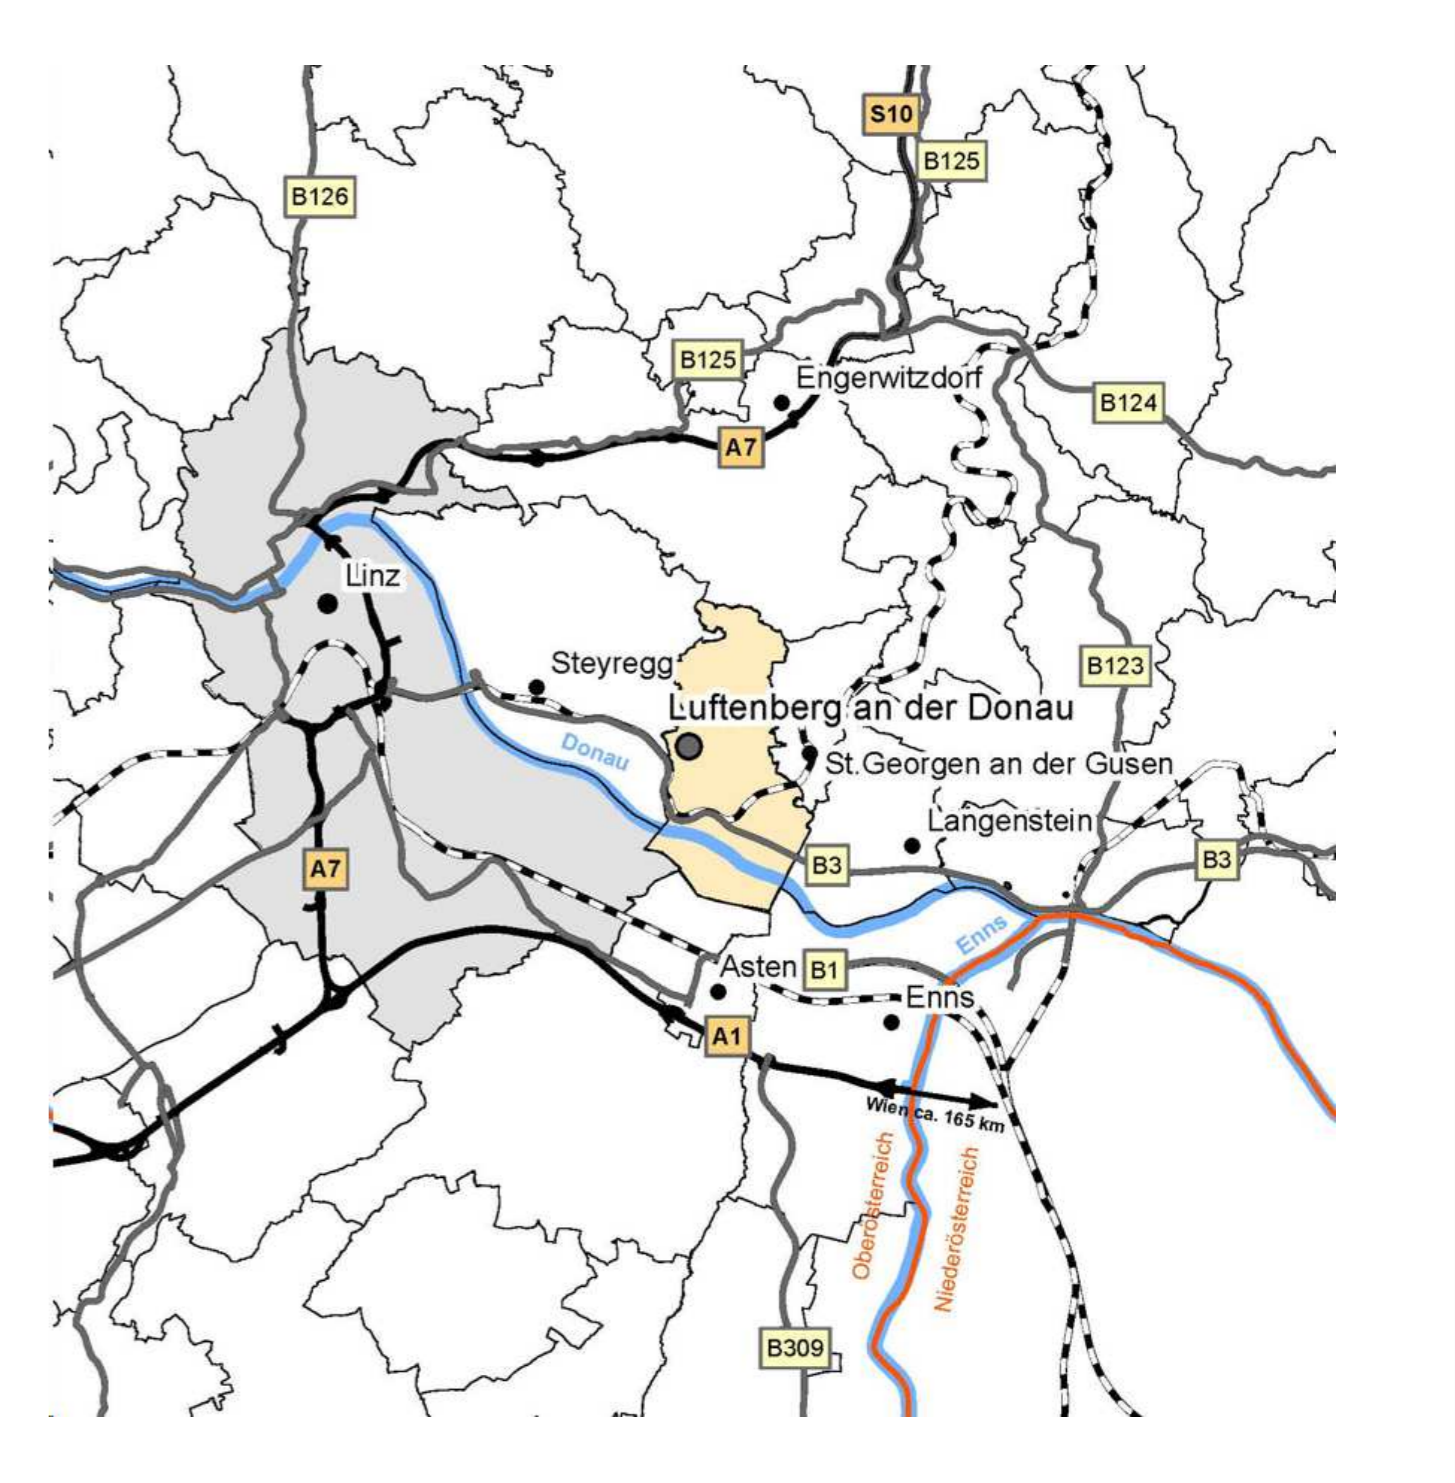 S10
B125
B126
B125
Engerwitzdorf
B124
A7
Linz
Steyregg
B123
Luftenberg an der Donau
Donau
St.Georgen an der Gusen
Langenstein
A7
B3
B3
Enns
Asten
B1
Enns
A1
Wien ca. 165 km
Oberösterreich
Niederösterreich
B309